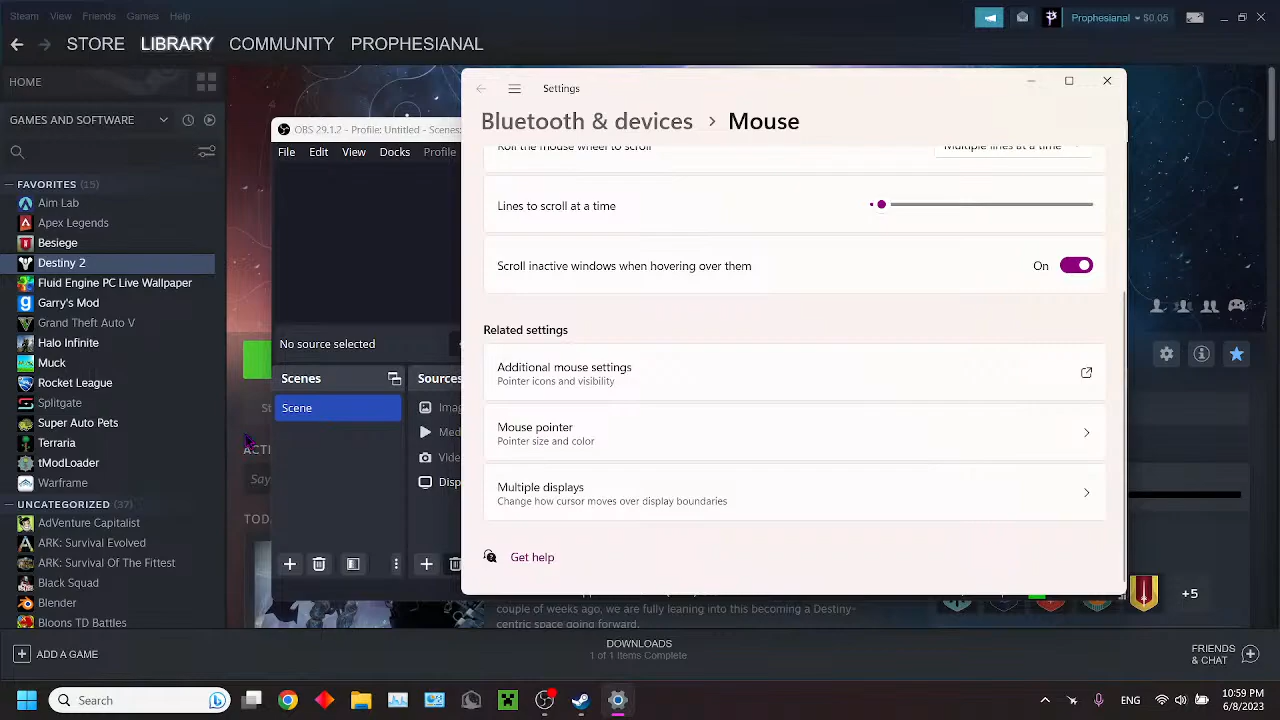 Steam View Friends Games Help
Prophesianal $0.05
STORE LIBRARY COMMUNITY PROPHESIANAL
HOME
GAMES AND SOFTWARE
FAVORITES (15)
Aim Lab
Apex Legends
Besiege
Destiny 2
Fluid Engine PC Live Wallpaper
Garry's Mod
Grand Theft Auto V
Halo Infinite
Muck
Rocket League
Splitgate
Super Auto Pets
Terraria
tModLoader
Warframe
UNCATEGORIZED (37)
AdVenture Capitalist
ARK: Survival Evolved
ARK: Survival Of The Fittest
Black Squad
Blender
Bloons TD Battles
OBS 29.1.2 - Profile: Untitled - Scenes:
File Edit View Docks Profile
No source selected
Scenes
Scene
Sources
Settings
Bluetooth & devices > Mouse
Roll the mouse wheel to scroll Multiple lines at a time
Lines to scroll at a time
Scroll inactive windows when hovering over them On
Related settings
Additional mouse settings
Pointer icons and visibility
Mouse pointer
Pointer size and color
Multiple displays
Change how cursor moves over display boundaries
Get help
+5
couple of weeks ago, we are fully leaning into this becoming a Destiny-
centric space going forward.
ADD A GAME
DOWNLOADS
1 of 1 Items Complete
FRIENDS
& CHAT
Search
ENG
10:59 PM
6/8/2023